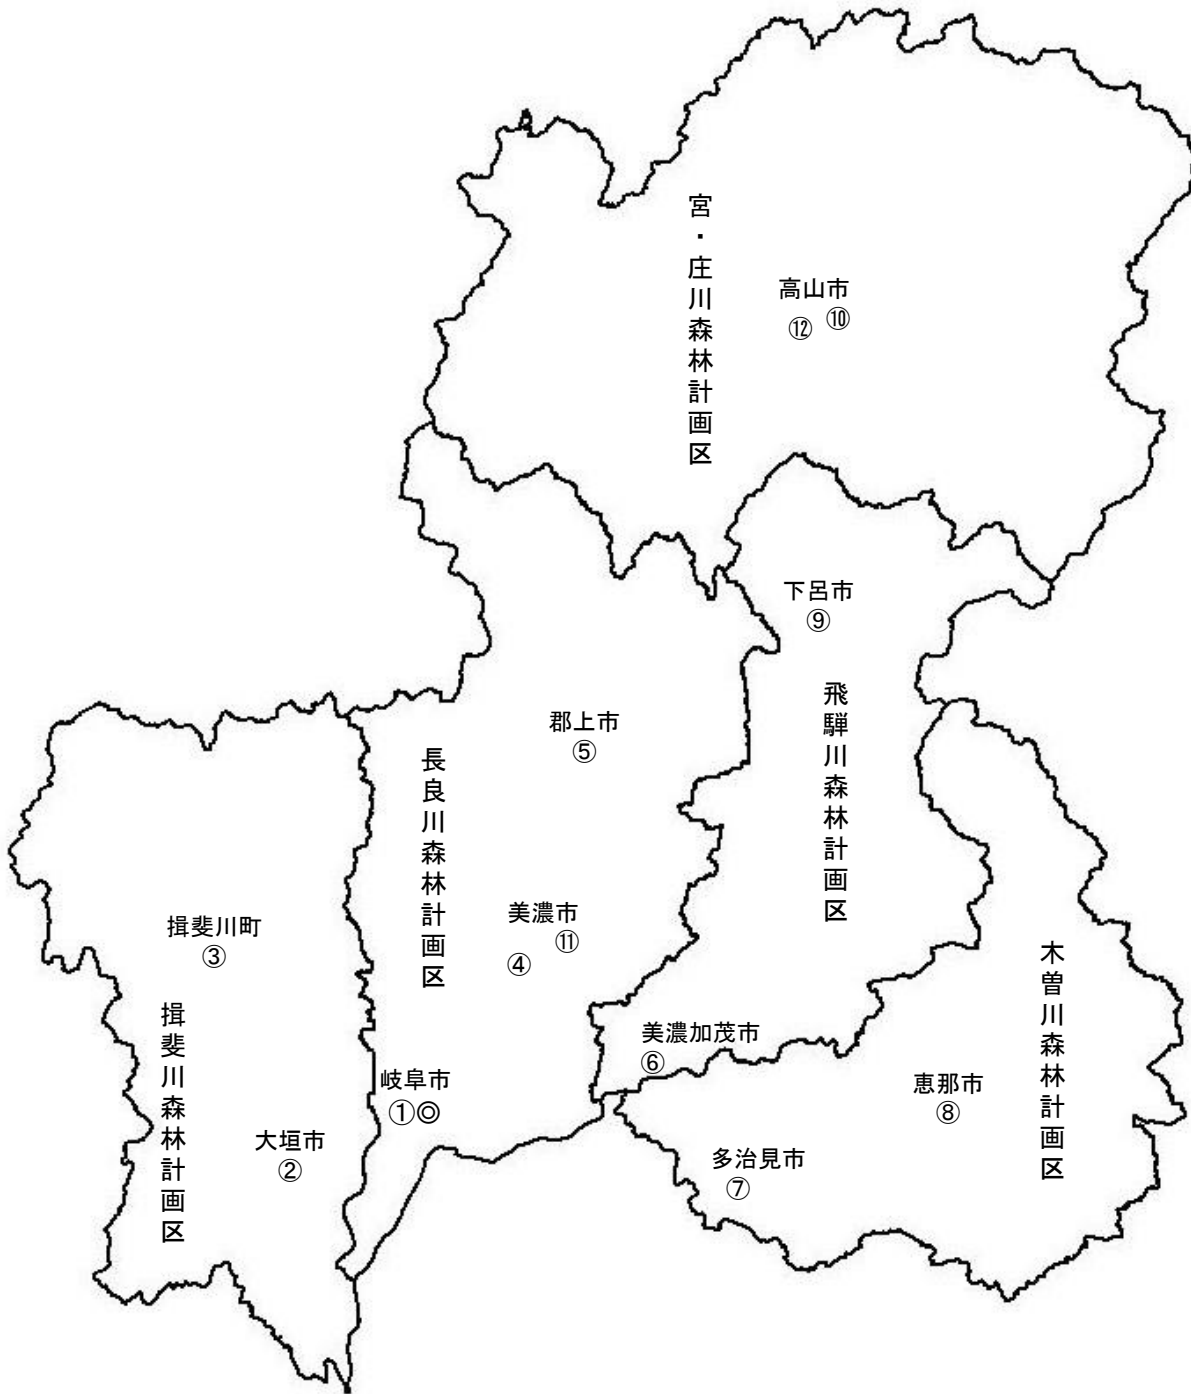 宮・庄川森林計画区
高山市
⑫ ⑩
下呂市
⑨
飛騨川森林計画区
郡上市
⑤
長良川森林計画区
美濃市
④ ⑪
揖斐川町
③
揖斐川森林計画区
木曽川森林計画区
美濃加茂市
⑥
岐阜市
①◎
恵那市
⑧
大垣市
②
多治見市
⑦